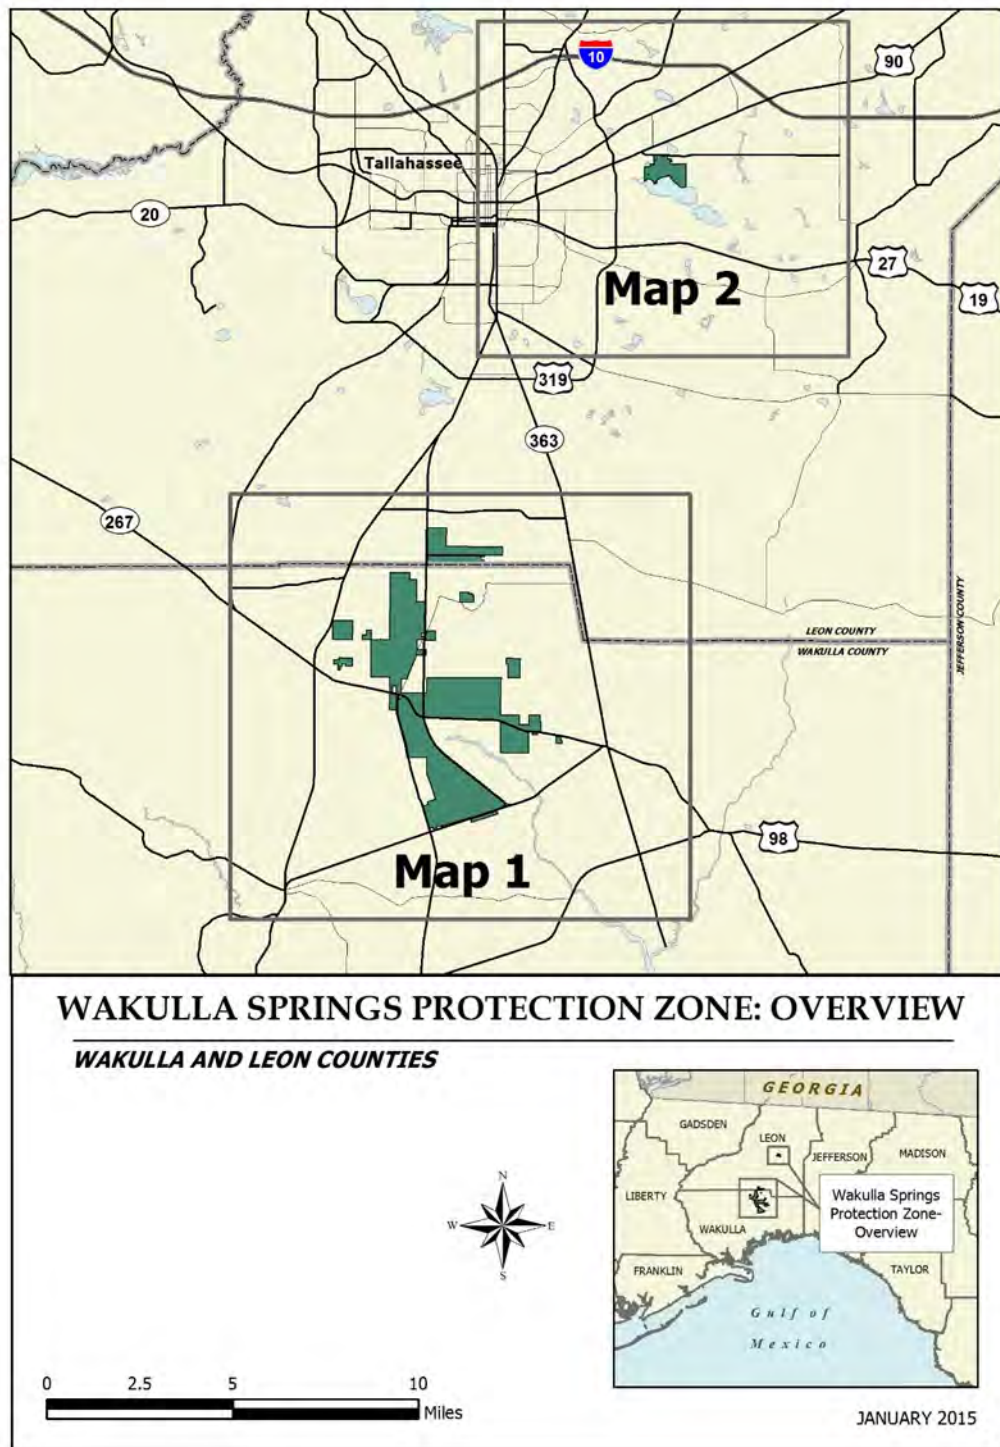 10
90
Tallahassee
20
27
Map 2
19
319
363
267
LEON COUNTY
WAKULLA COUNTY
JEFFERSON COUNTY
98
Map 1
WAKULLA SPRINGS PROTECTION ZONE: OVERVIEW
WAKULLA AND LEON COUNTIES
GEORGIA
GADSDEN
LEON
JEFFERSON
MADISON
LIBERTY
Wakulla Springs
Protection Zone-
Overview
WAKULLA
FRANKLIN
TAYLOR
Gulf of
Mexico
N
W
E
S
0
2.5
5
10
Miles
JANUARY 2015